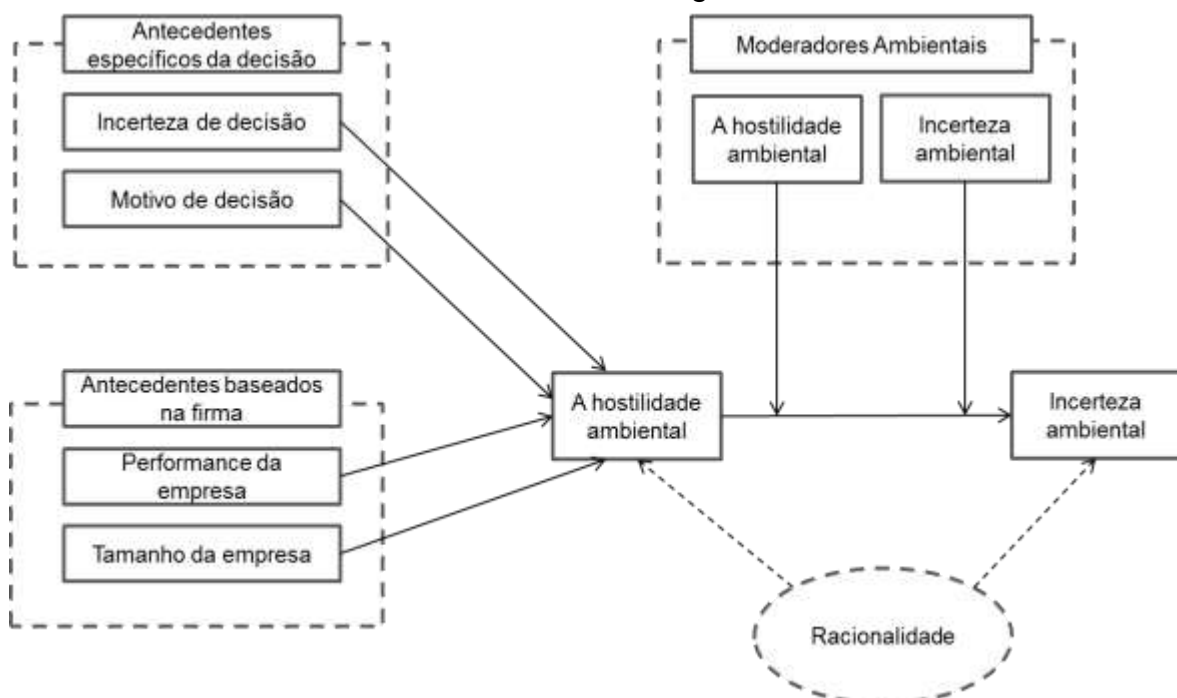 Antecedentes
específicos da decisão
Incerteza de decisão
Motivo de decisão
Moderadores Ambientais
A hostilidade
ambiental
Incerteza
ambiental
Antecedentes baseados
na firma
Performance da
empresa
Tamanho da empresa
A hostilidade
ambiental
Incerteza
ambiental
Racionalidade